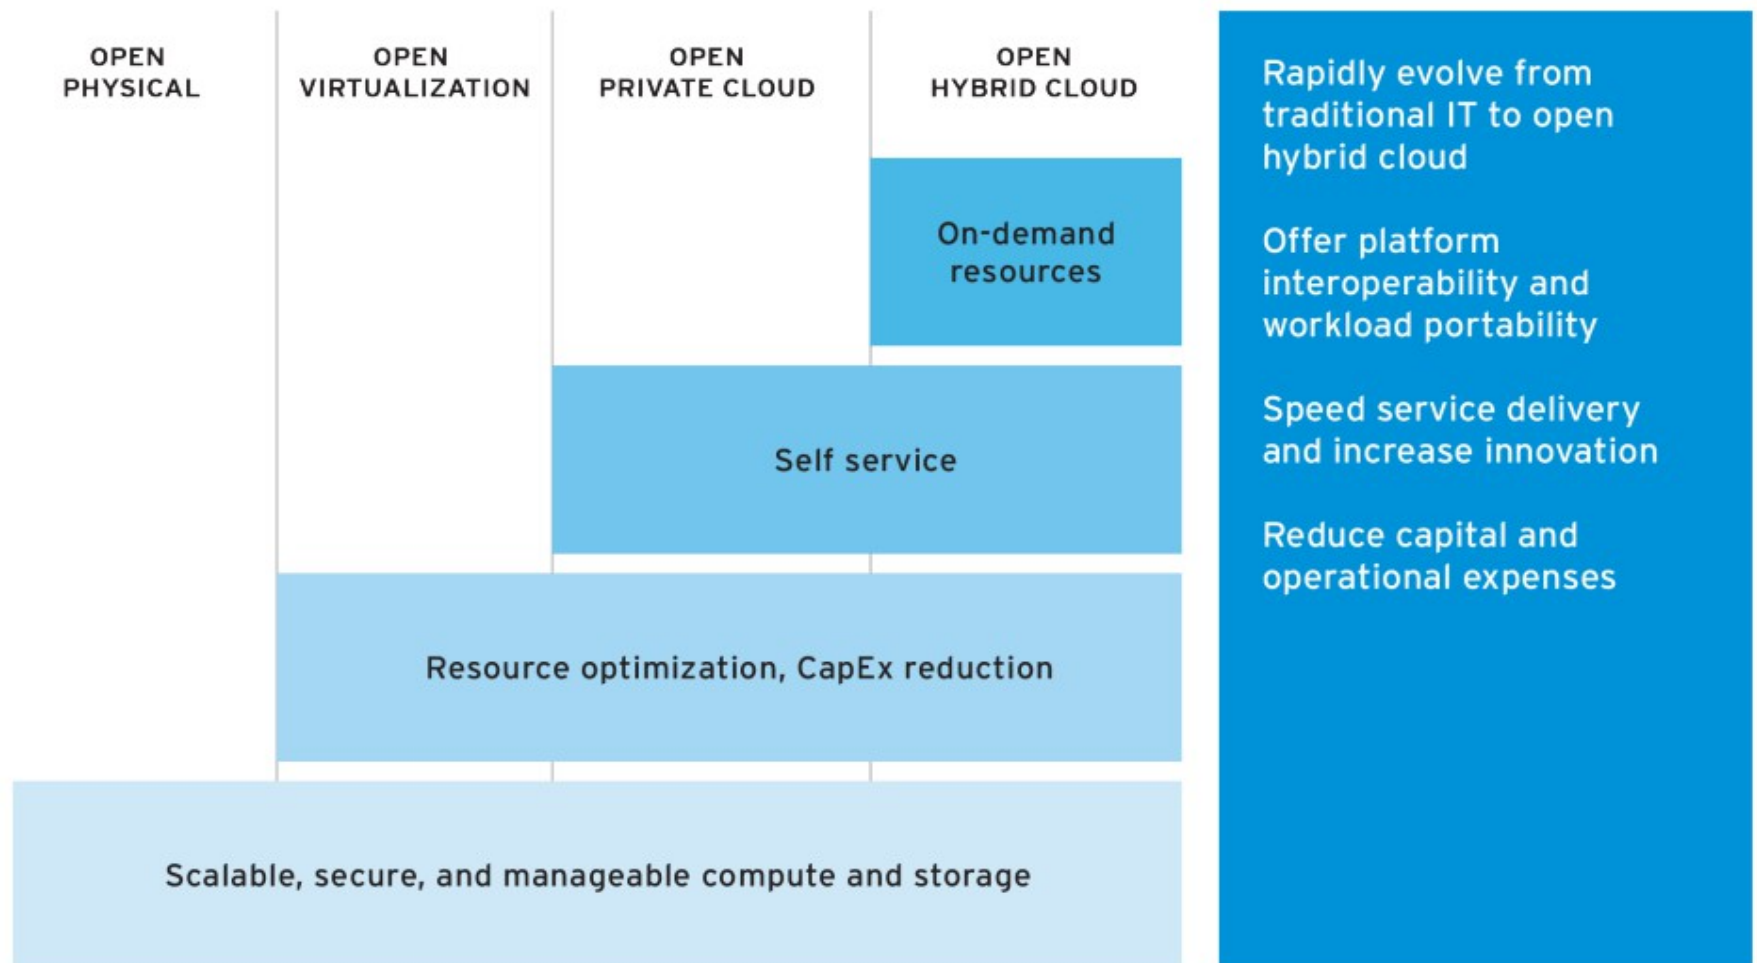 OPEN
PHYSICAL
OPEN
VIRTUALIZATION
OPEN
PRIVATE CLOUD
OPEN
HYBRID CLOUD
On-demand
resources
Self service
Resource optimization, CapEx reduction
Scalable, secure, and manageable compute and storage
Rapidly evolve from
traditional IT to open
hybrid cloud
Offer platform
interoperability and
workload portability
Speed service delivery
and increase innovation
Reduce capital and
operational expenses